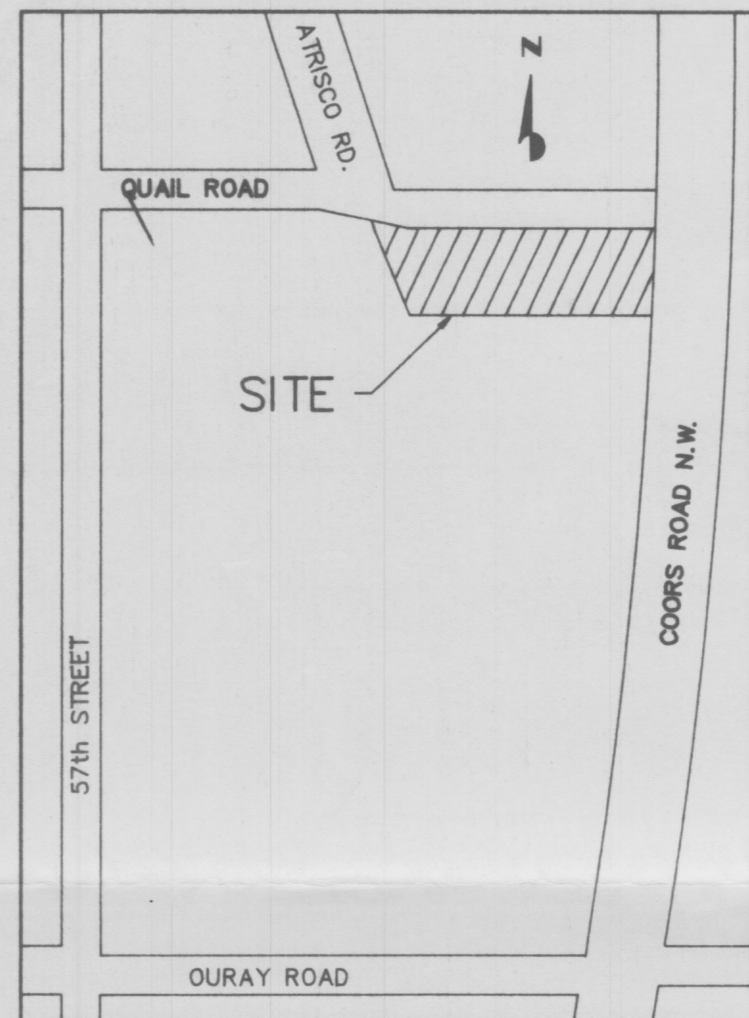 ATRISCO RD.
N
QUAIL ROAD
SITE
COORS ROAD N.W.
57th STREET
OURAY ROAD